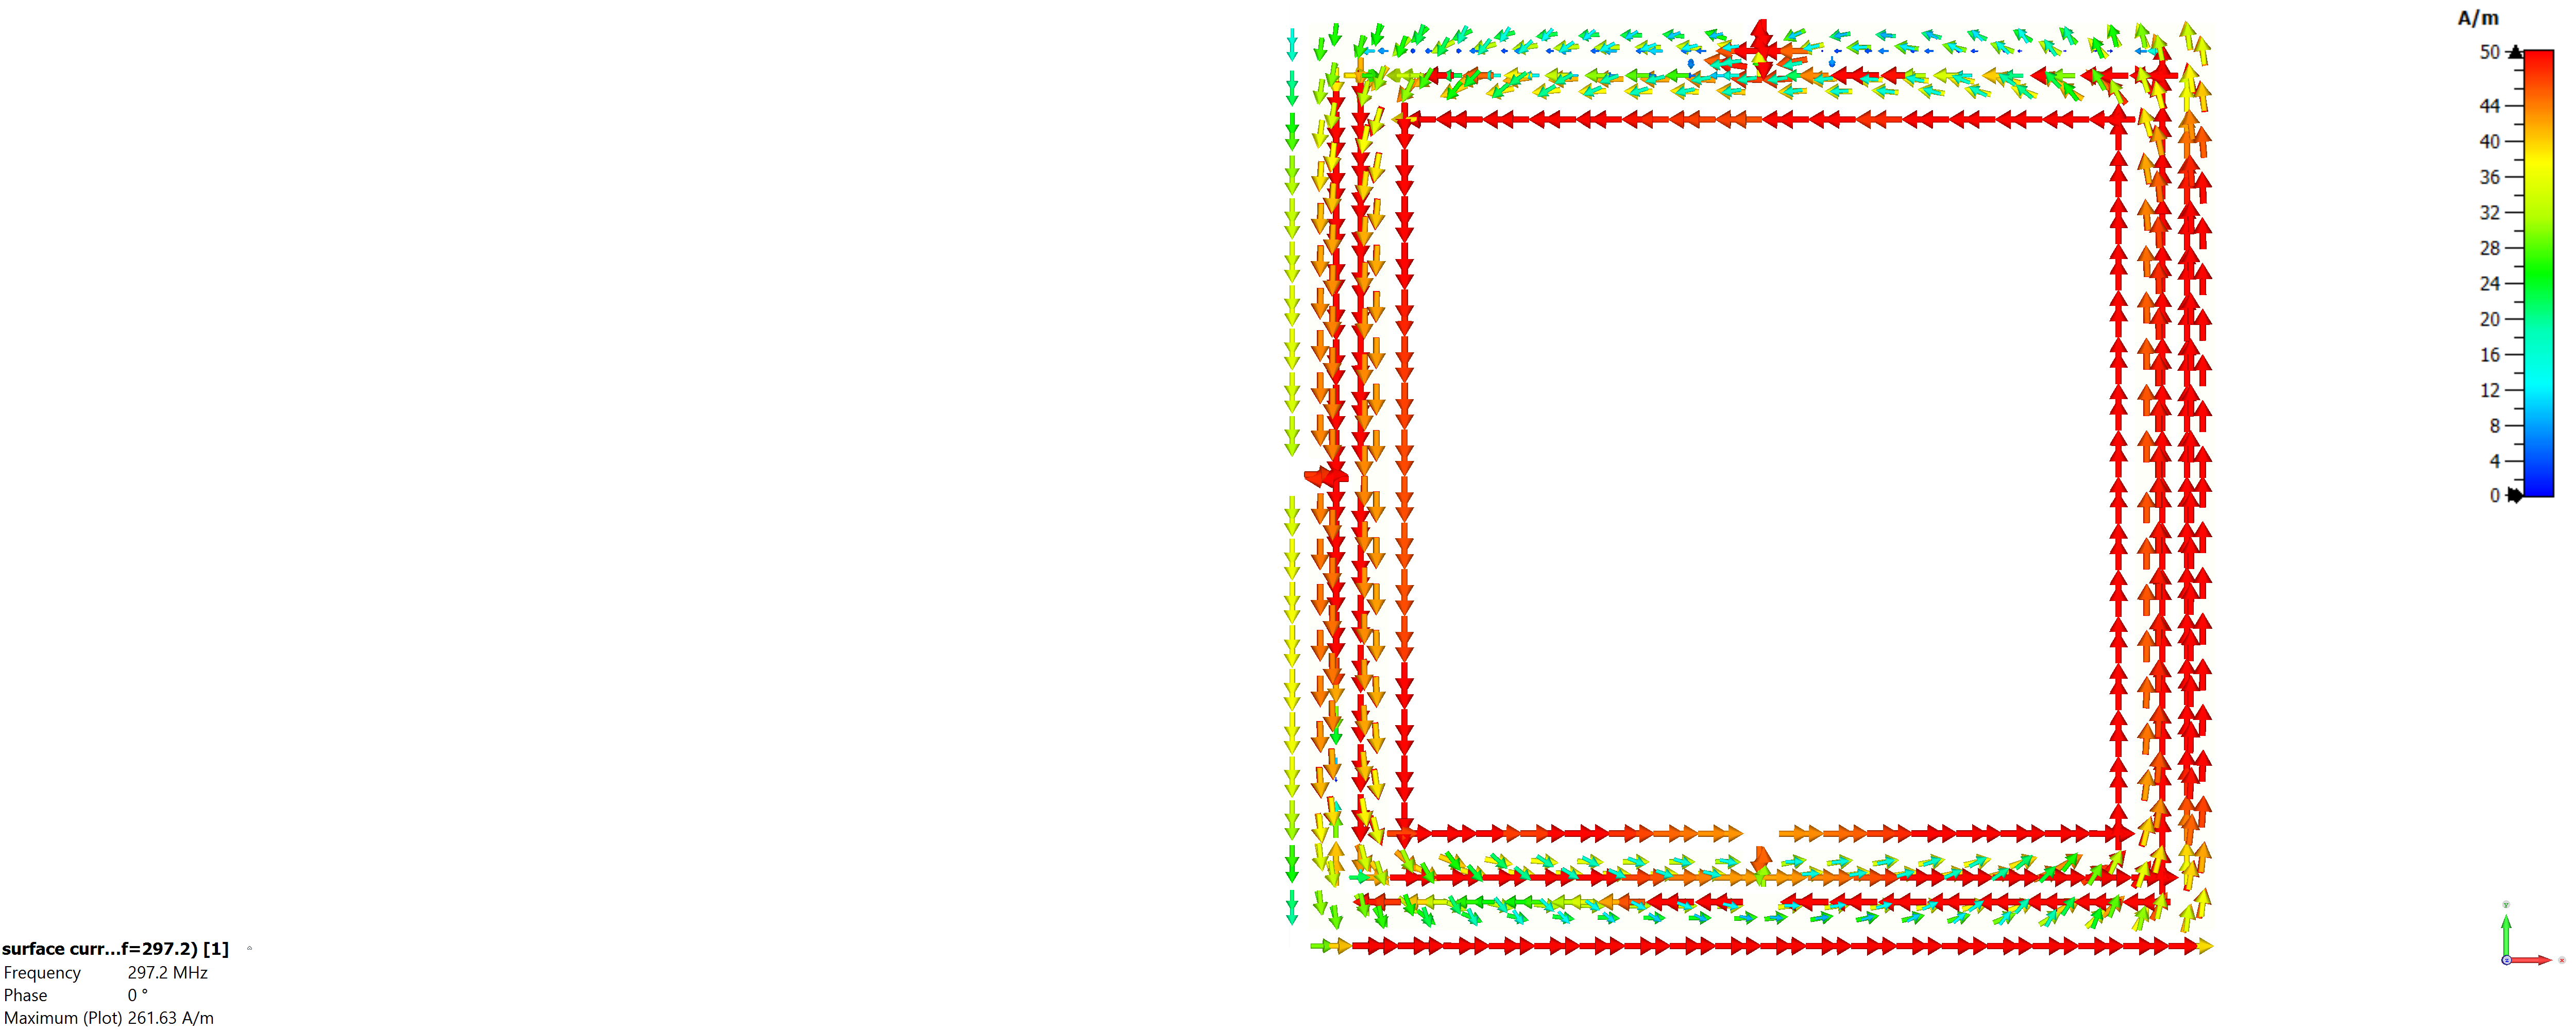 A/m
50
44
40
36
32
28
24
20
16
12
8
4
0
surface curr...f=297.2) [1]
Frequency 297.2 MHz
Phase 0 °
Maximum (Plot) 261.63 A/m